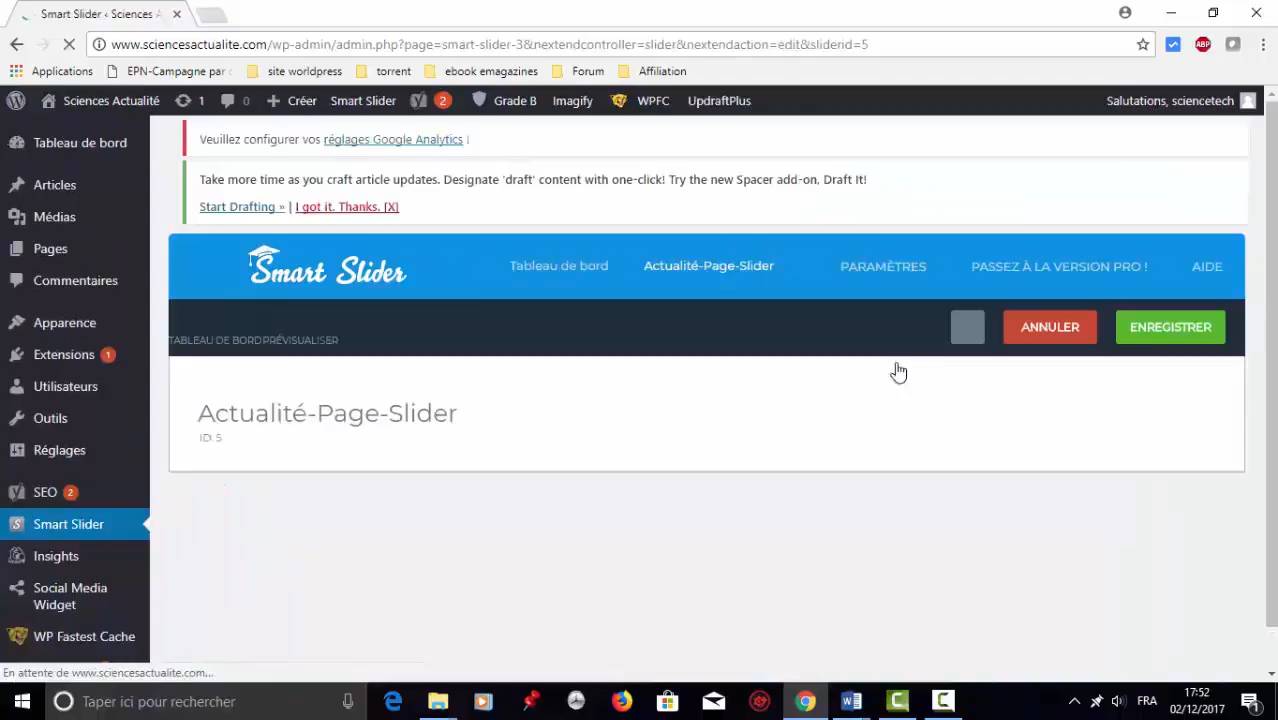 Smart Slider ‹ Sciences A
www.sciencesactualite.com/wp-admin/admin.php?page=smart-slider-3&nextendcontroller=slider&nextendaction=edit&sliderid=5
ABP
Applications EPN-Campagne par site worldpress torrent ebook emagazines Forum Affiliation
Sciences Actualité 1 0 Créer Smart Slider 2 Grade B Imagify WPFC UpdraftPlus Salutations, sciencetech
Tableau de bord
Articles
Médias
Pages
Commentaires
Apparence
Extensions 1
Utilisateurs
Outils
Réglages
SEO 2
Smart Slider
Insights
Social Media
Widget
WP Fastest Cache
Veuillez configurer vos réglages Google Analytics !
Take more time as you craft article updates. Designate 'draft' content with one-click! Try the new Spacer add-on, Draft It!
Start Drafting » | I got it. Thanks. [X]
Smart Slider Tableau de bord Actualité-Page-Slider PARAMÈTRES PASSEZ À LA VERSION PRO ! AIDE
TABLEAU DE BORDPRÉVISUALISER ANNULER ENREGISTRER
Actualité-Page-Slider
ID: 5
En attente de www.sciencesactualite.com...
Taper ici pour rechercher
FRA
17:52
02/12/2017
1